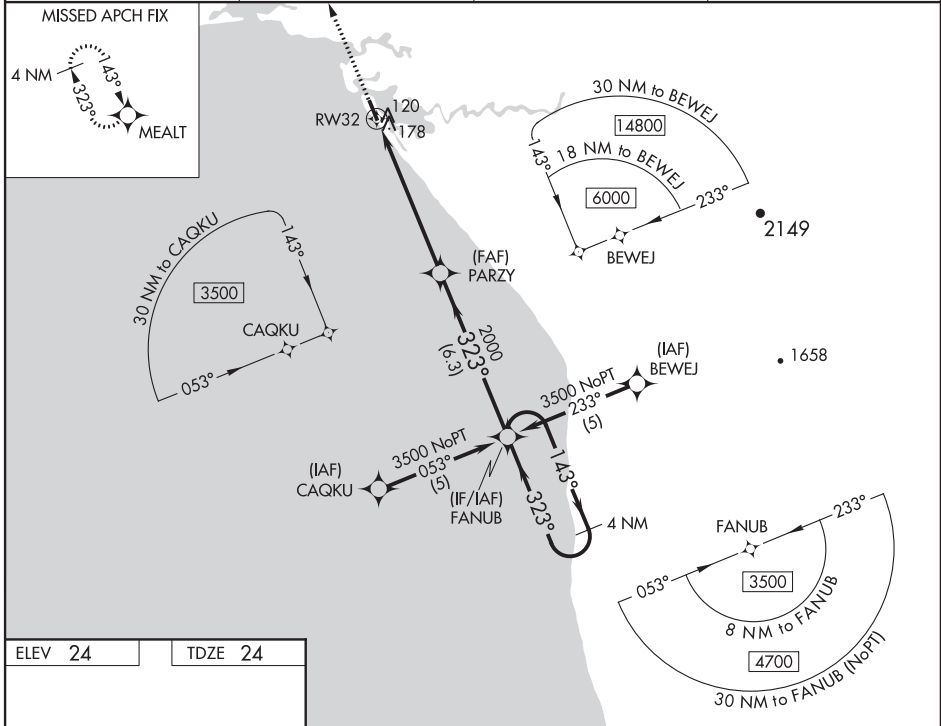 MISSED APCH FIX
4 NM
143°
323°
MEALT
RW32
120
178
30 NM to BEWEJ
14800
18 NM to BEWEJ
6000
143°
233°
BEWEJ
2149
30 NM to CAQKU
3500
143°
CAQKU
053°
(FAF)
PARZY
2000
323°
(6.3)
1658
(IAF)
BEWEJ
3500 NoPT
233°
(5)
3500 NoPT
053°
(5)
(IAF)
CAQKU
(IF/IAF)
FANUB
143°
323°
4 NM
FANUB
233°
053°
3500
8 NM to FANUB
4700
30 NM to FANUB (NoPT)
ELEV 24
TDZE 24